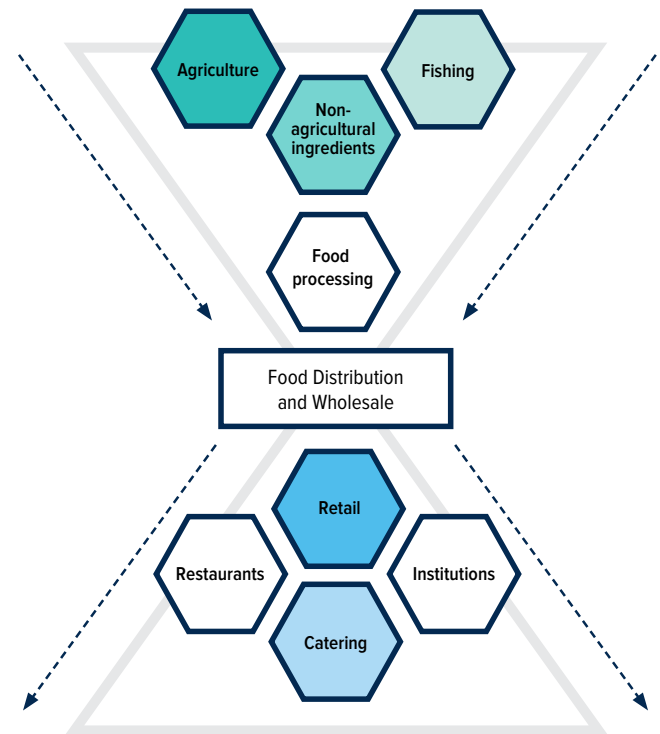 Agriculture
Fishing
Non-
agricultural
ingredients
Food
processing
Food Distribution
and Wholesale
Retail
Restaurants
Institutions
Catering